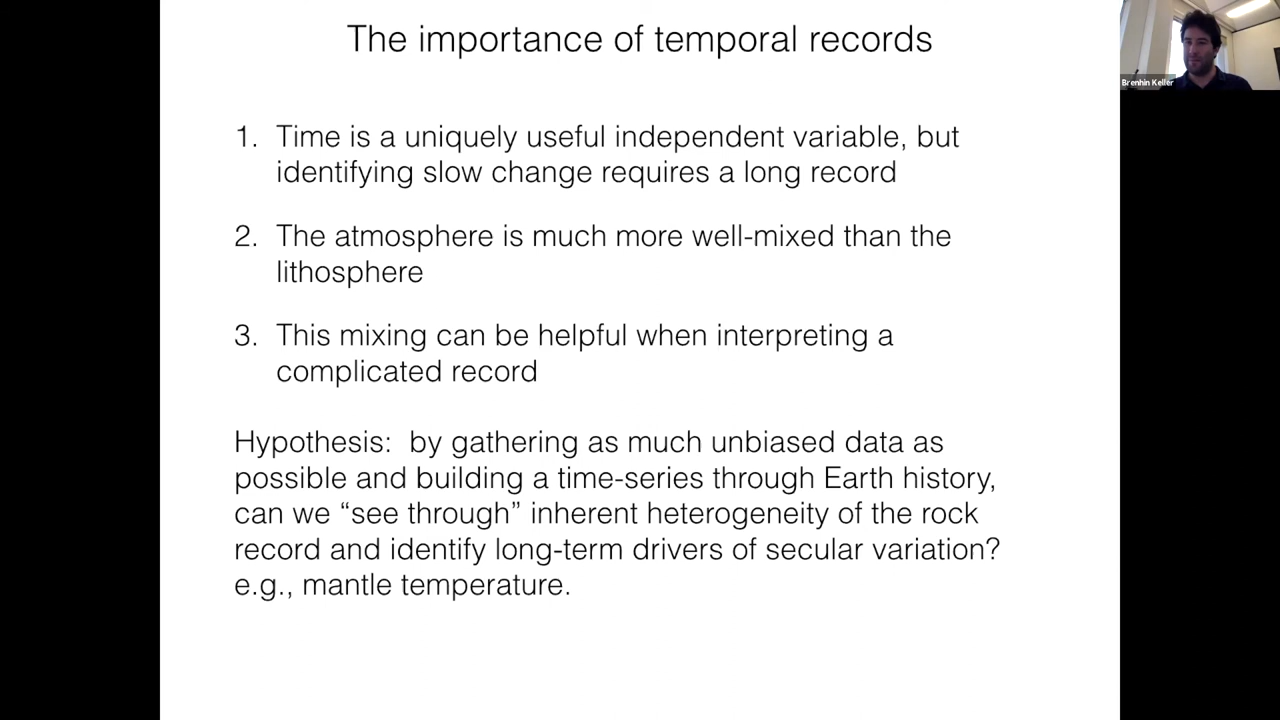 The importance of temporal records
Brenhin Keller
1. Time is a uniquely useful independent variable, but
identifying slow change requires a long record
2. The atmosphere is much more well-mixed than the
lithosphere
3. This mixing can be helpful when interpreting a
complicated record
Hypothesis: by gathering as much unbiased data as
possible and building a time-series through Earth history,
can we “see through” inherent heterogeneity of the rock
record and identify long-term drivers of secular variation?
e.g., mantle temperature.